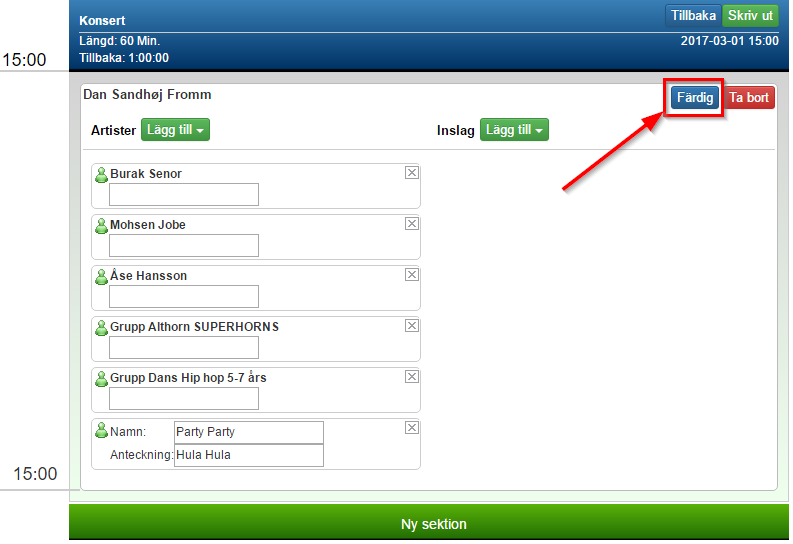 Konsert
Tillbaka Skriv ut
Längd: 60 Min.
2017-03-01 15:00
Tillbaka: 1:00:00
15:00
Dan Sandhøj Fromm
Färdig Ta bort
Artister Lägg till
Inslag Lägg till
Burak Senor
Mohsen Jobe
Åse Hansson
Grupp Althorn SUPERHORNS
Grupp Dans Hip hop 5-7 års
Namn: Party Party
Anteckning: Hula Hula
15:00
Ny sektion